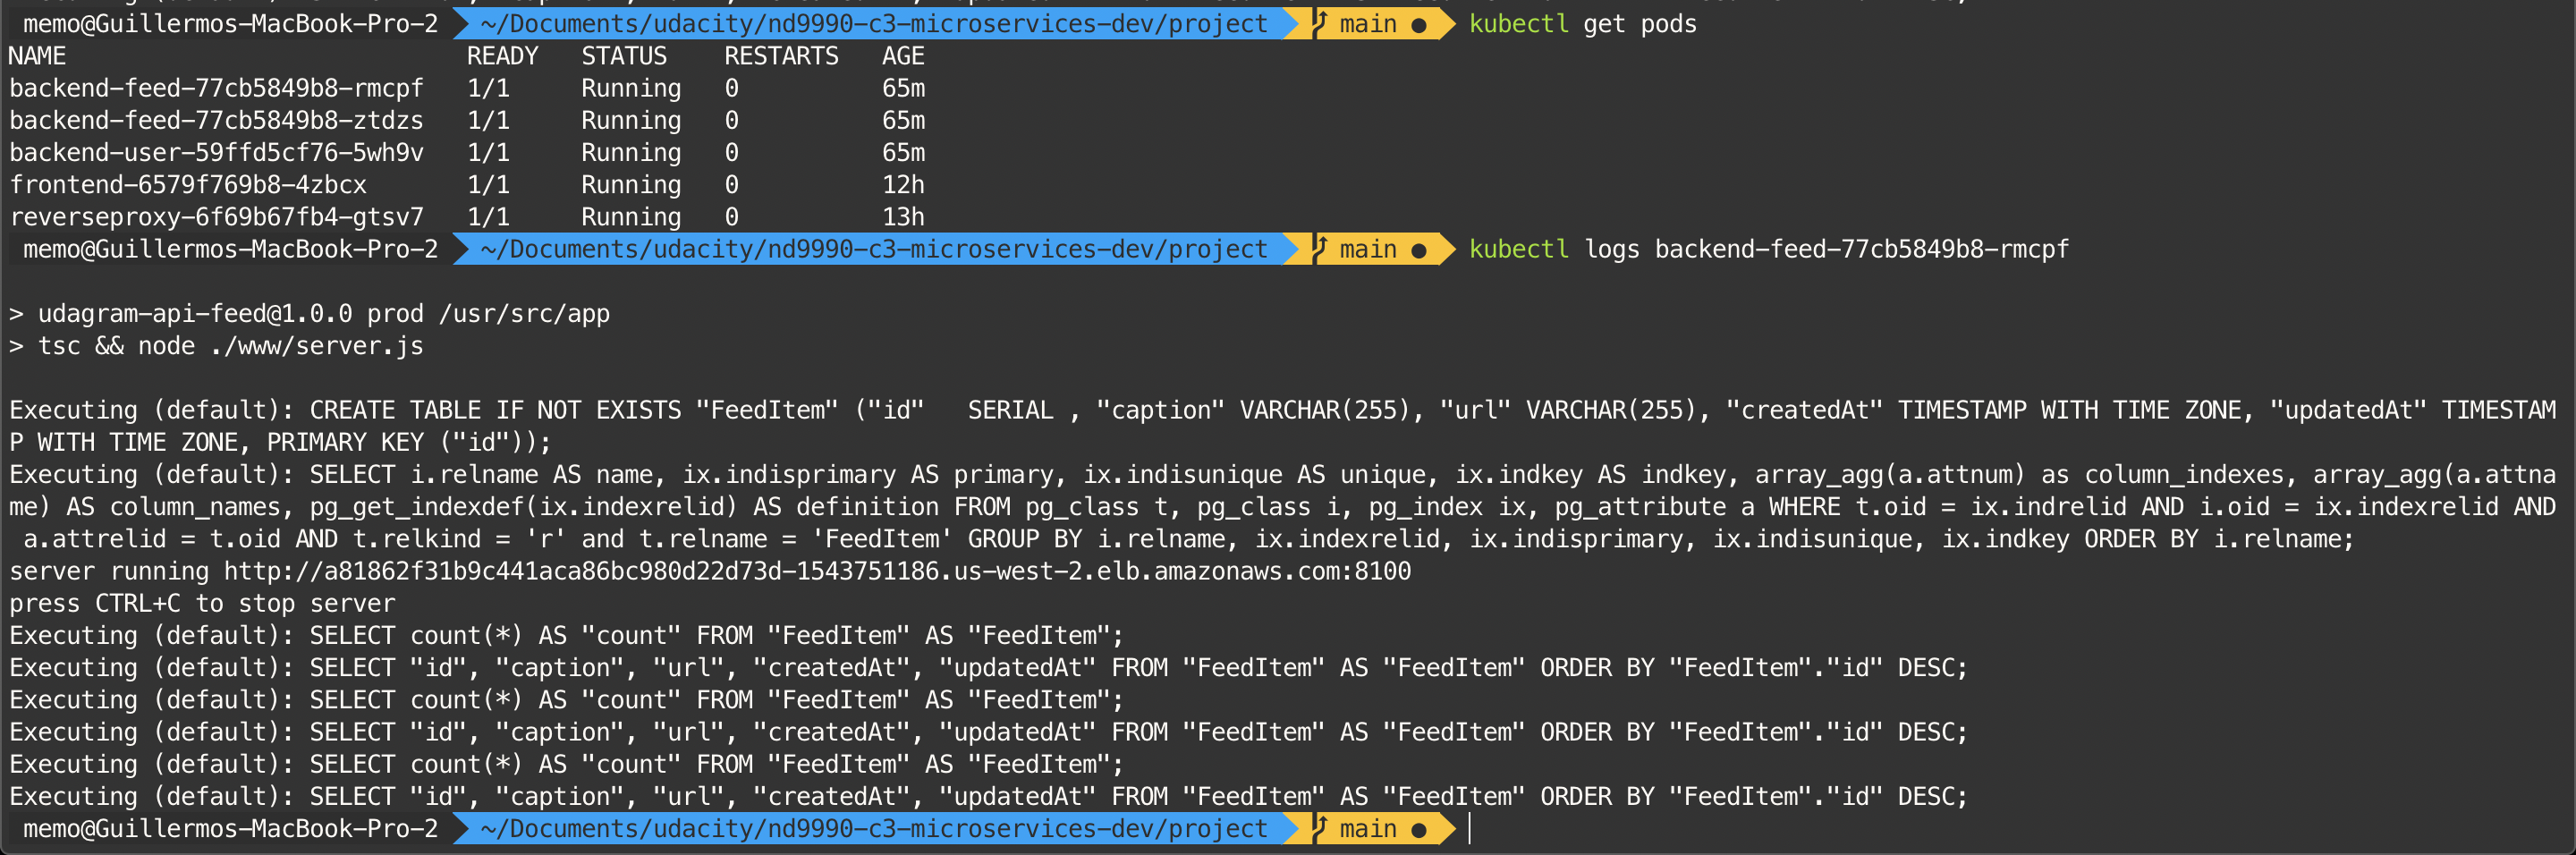 memo@Guillermos-MacBook-Pro-2 ~/Documents/udacity/nd9990-c3-microservices-dev/project main ● kubectl get pods
NAME READY STATUS RESTARTS AGE
backend-feed-77cb5849b8-rmcpf 1/1 Running 0 65m
backend-feed-77cb5849b8-ztdzs 1/1 Running 0 65m
backend-user-59ffd5cf76-5wh9v 1/1 Running 0 65m
frontend-6579f769b8-4zbcx 1/1 Running 0 12h
reverseproxy-6f69b67fb4-gtsv7 1/1 Running 0 13h
memo@Guillermos-MacBook-Pro-2 ~/Documents/udacity/nd9990-c3-microservices-dev/project main ● kubectl logs backend-feed-77cb5849b8-rmcpf
> udagram-api-feed@1.0.0 prod /usr/src/app
> tsc && node ./www/server.js
Executing (default): CREATE TABLE IF NOT EXISTS "FeedItem" ("id"   SERIAL , "caption" VARCHAR(255), "url" VARCHAR(255), "createdAt" TIMESTAMP WITH TIME ZONE, "updatedAt" TIMESTAM
P WITH TIME ZONE, PRIMARY KEY ("id"));
Executing (default): SELECT i.relname AS name, ix.indisprimary AS primary, ix.indisunique AS unique, ix.indkey AS indkey, array_agg(a.attnum) as column_indexes, array_agg(a.attna
me) AS column_names, pg_get_indexdef(ix.indexrelid) AS definition FROM pg_class t, pg_class i, pg_index ix, pg_attribute a WHERE t.oid = ix.indrelid AND i.oid = ix.indexrelid AND
a.attrelid = t.oid AND t.relkind = 'r' and t.relname = 'FeedItem' GROUP BY i.relname, ix.indexrelid, ix.indisprimary, ix.indisunique, ix.indkey ORDER BY i.relname;
server running http://a81862f31b9c441aca86bc980d22d73d-1543751186.us-west-2.elb.amazonaws.com:8100
press CTRL+C to stop server
Executing (default): SELECT count(*) AS "count" FROM "FeedItem" AS "FeedItem";
Executing (default): SELECT "id", "caption", "url", "createdAt", "updatedAt" FROM "FeedItem" AS "FeedItem" ORDER BY "FeedItem"."id" DESC;
Executing (default): SELECT count(*) AS "count" FROM "FeedItem" AS "FeedItem";
Executing (default): SELECT "id", "caption", "url", "createdAt", "updatedAt" FROM "FeedItem" AS "FeedItem" ORDER BY "FeedItem"."id" DESC;
Executing (default): SELECT count(*) AS "count" FROM "FeedItem" AS "FeedItem";
Executing (default): SELECT "id", "caption", "url", "createdAt", "updatedAt" FROM "FeedItem" AS "FeedItem" ORDER BY "FeedItem"."id" DESC;
memo@Guillermos-MacBook-Pro-2 ~/Documents/udacity/nd9990-c3-microservices-dev/project main ●